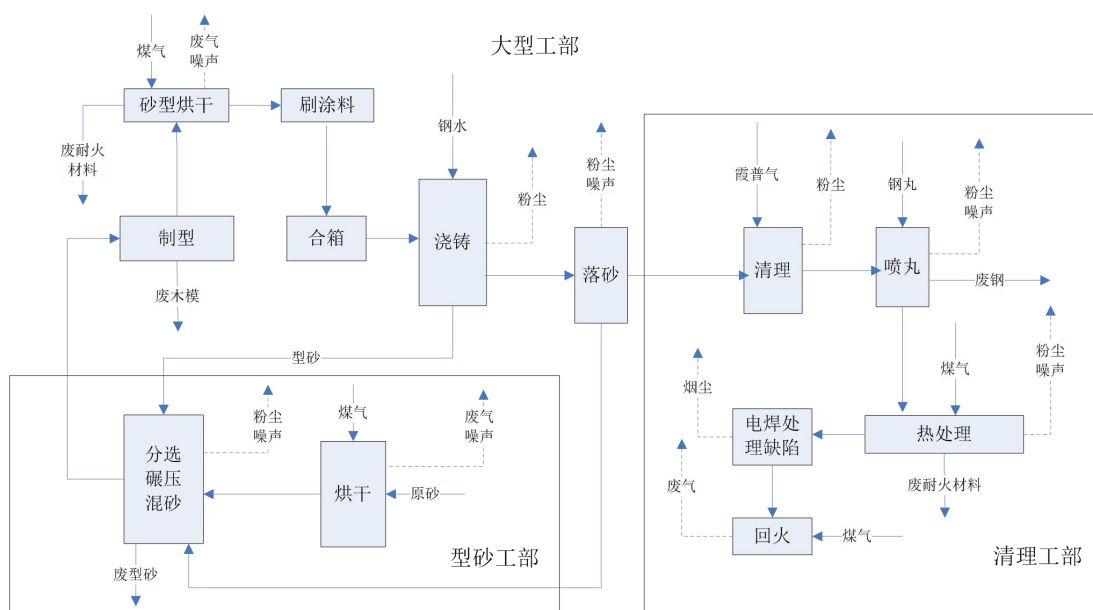 大型工部
煤气
废气
噪声
砂型烘干
刷涂料
废耐火
材料
钢水
粉尘
粉尘
噪声
制型
合箱
浇铸
落砂
废木模
型砂
霞普气
粉尘
钢丸
粉尘
噪声
清理
喷丸
废钢
煤气
粉尘
噪声
烟尘
电焊处
理缺陷
热处理
废气
废耐火材料
回火
煤气
清理工部
粉尘
噪声
煤气
废气
噪声
分选
碾压
混砂
烘干
原砂
废型砂
型砂工部